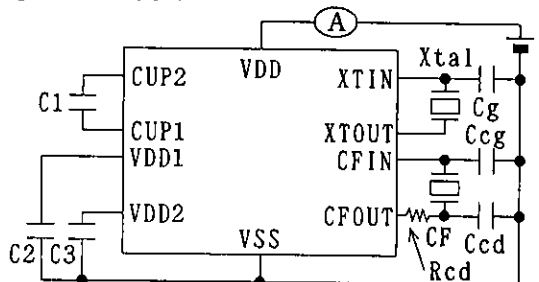 A
VDD
Xtal
CUP2
XTIN
C1
Cg
CUP1
XTOUT
Ccg
VDD1
CFIN
VDD2
CFOUT
C2
C3
VSS
CF
Ccd
Rcd